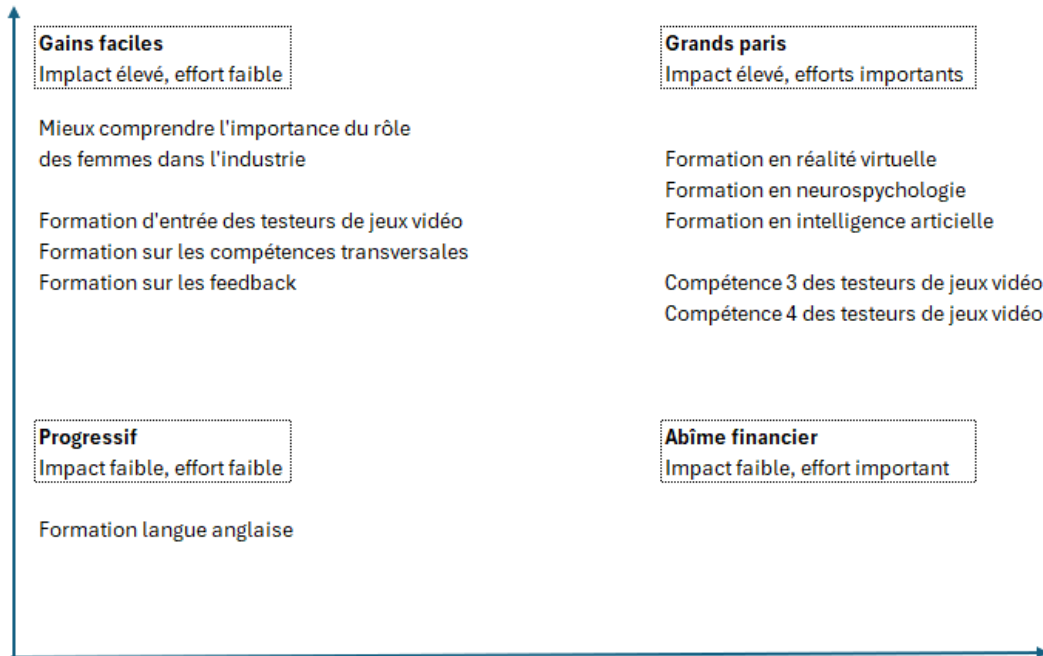 Gains faciles
Implact élevé, effort faible
Mieux comprendre l'importance du rôle
des femmes dans l'industrie
Formation d'entrée des testeurs de jeux vidéo
Formation sur les compétences transversales
Formation sur les feedback
Grands paris
Impact élevé, efforts importants
Formation en réalité virtuelle
Formation en neurospychologie
Formation en intelligence articielle
Compétence 3 des testeurs de jeux vidéo
Compétence 4 des testeurs de jeux vidéo
Progressif
Impact faible, effort faible
Formation langue anglaise
Abîme financier
Impact faible, effort important